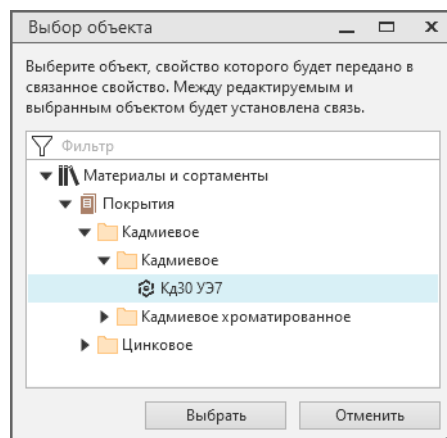 Выбор объекта
Выберите объект, свойство которого будет передано в
связанное свойство. Между редактируемым и
выбранным объектом будет установлена связь.
Фильтр
Материалы и сортаменты
Покрытия
Кадмиевое
Кадмиевое
Кд30 УЭ7
Кадмиевое хроматированное
Цинковое
Выбрать
Отменить